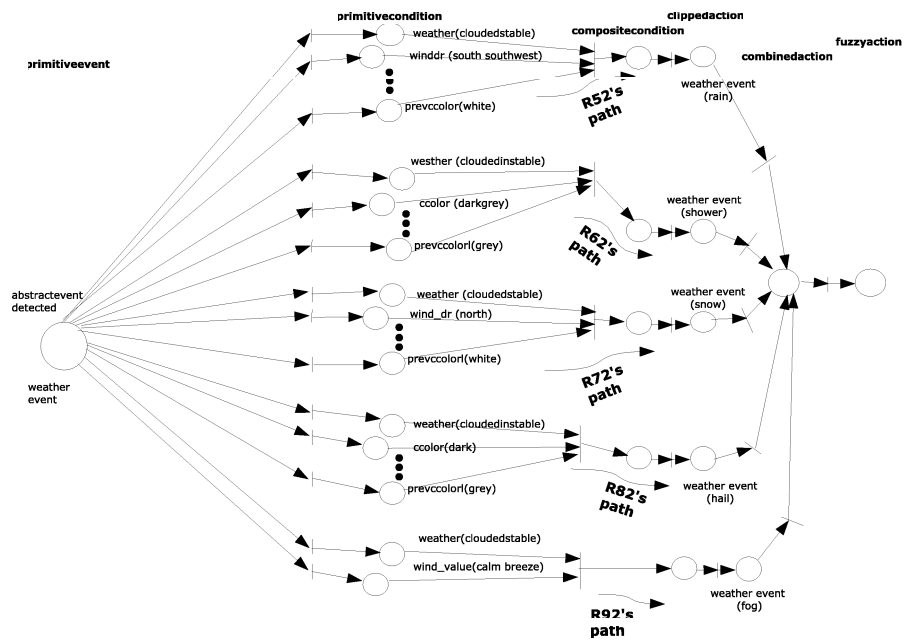 clippedaction
primitivecondition
compositecondition
fuzzyaction
combinedaction
primitiveevent
weather(cloudedstable)
winddr (south southwest)
prevccolor(white)
R52's
path
weather event
(rain)
westher (cloudedinstable)
ccolor (darkgrey)
prevccolorl(grey)
R62's
path
weather event
(shower)
abstractevent
detected
weather
event
weather (cloudedstable)
wind_dr (north)
prevccolorl(white)
R72's
path
weather event
(snow)
weather(cloudedinstable)
ccolor(dark)
prevccolorl(grey)
R82's
path
weather event
(hail)
weather(cloudedstable)
wind_value(calm breeze)
R92's
path
weather event
(fog)